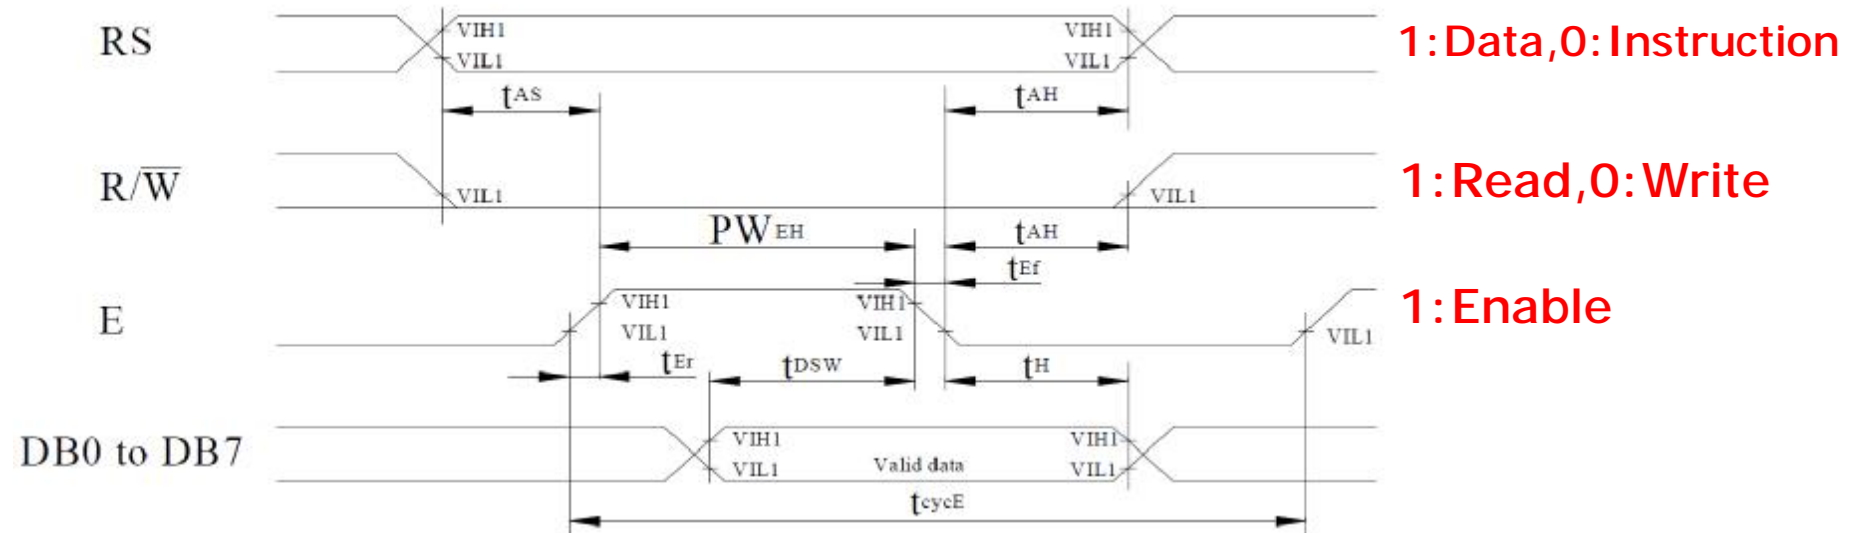 RS VIH1 VIH1 1:Data,0:Instruction
VIL1 VIL1
tAS tAH
R/W̅ VIL1 VIL1 1:Read,0:Write
PWEH tAH
tEf
E VIH1 VIH1 1:Enable
VIL1 VIL1 VIL1
tEr tDSW tH
DB0 to DB7 VIH1 VIH1
VIL1 Valid data VIL1
tcycE